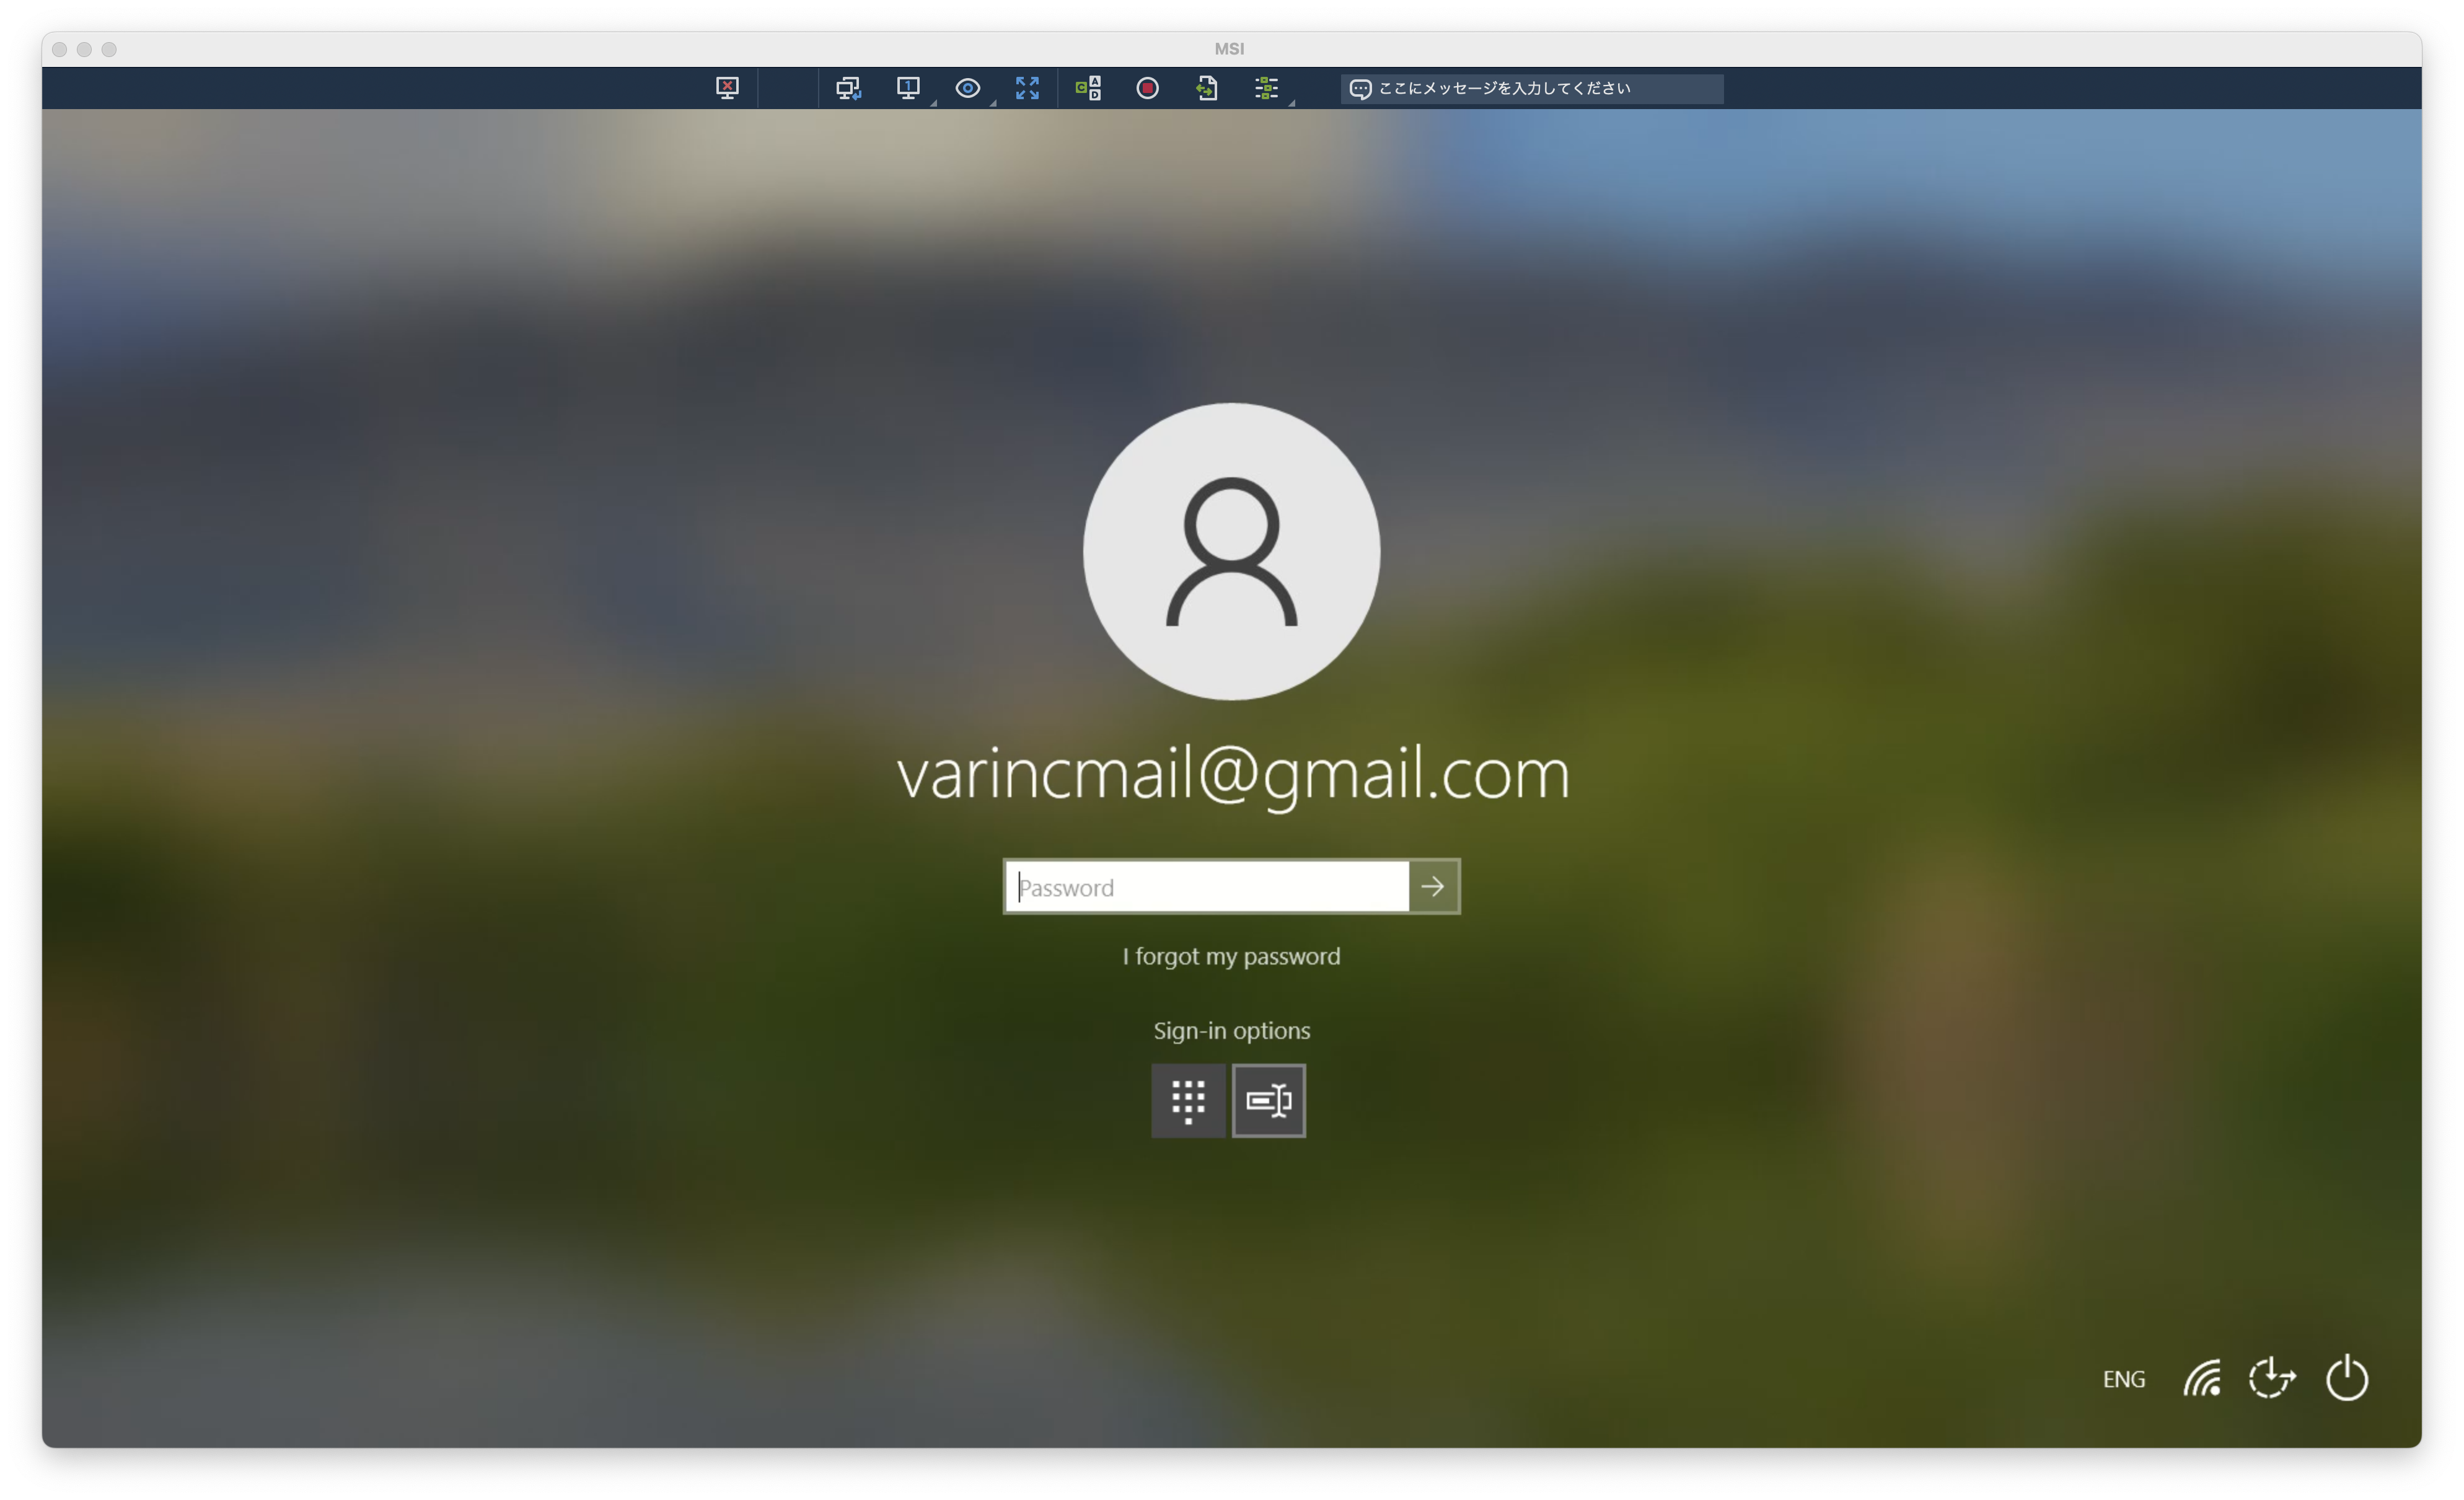 MSI
1
C A D
ここにメッセージを入力してください
varincmail@gmail.com
Password
I forgot my password
Sign-in options
ENG